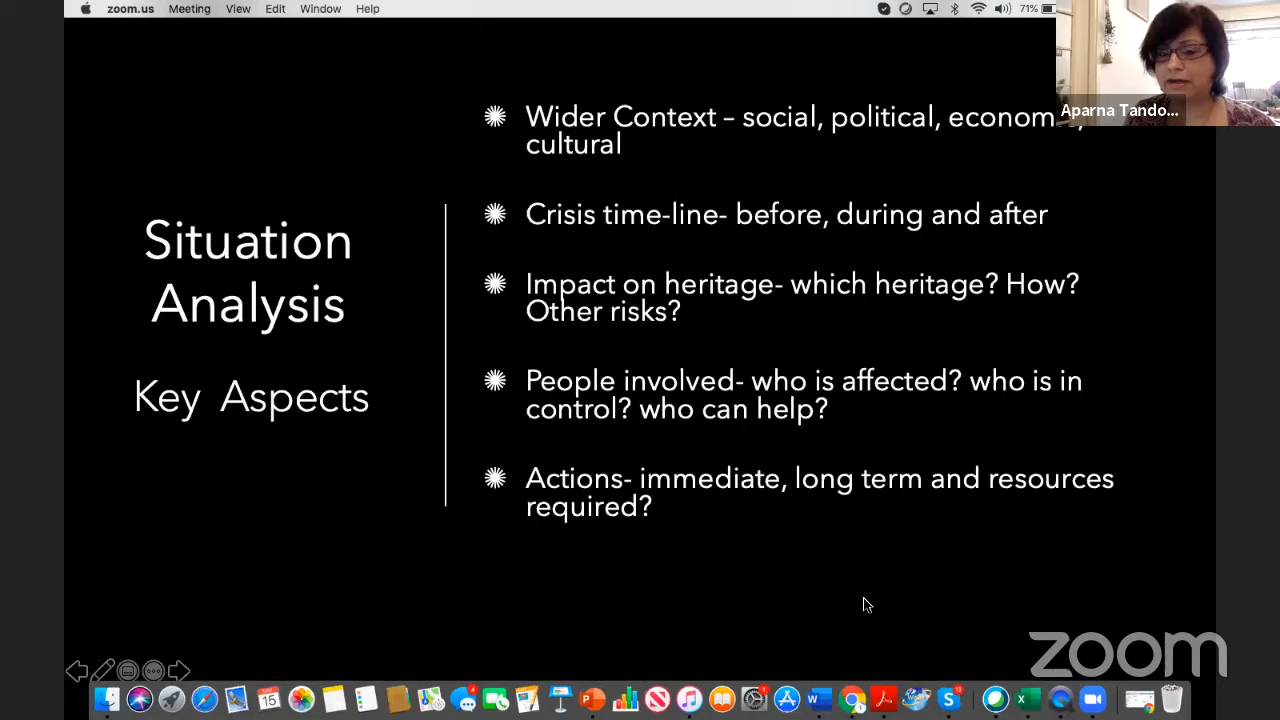 zoom.us Meeting View Edit Window Help
71%
Aparna Tando...
Situation
Analysis
Key Aspects
Wider Context – social, political,
cultural
Crisis time-line- before, during and after
Impact on heritage- which heritage? How?
Other risks?
People involved- who is affected? who is in
control? who can help?
Actions- immediate, long term and resources
required?
zoom
15